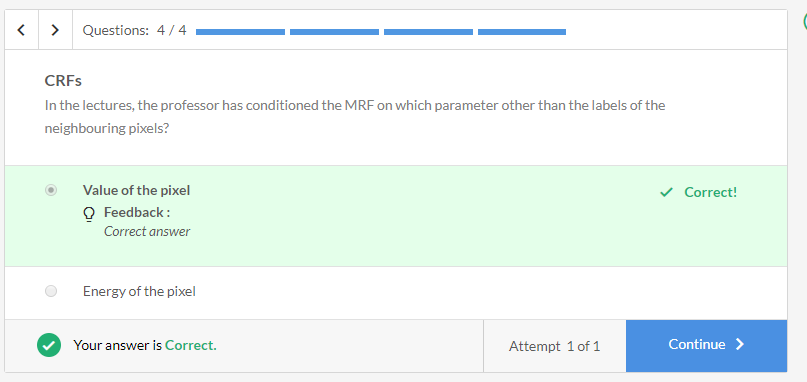 Questions: 4 / 4
CRFs
In the lectures, the professor has conditioned the MRF on which parameter other than the labels of the
neighbouring pixels?
Value of the pixel
Correct!
Feedback :
Correct answer
Energy of the pixel
Your answer is Correct.
Attempt 1 of 1
Continue